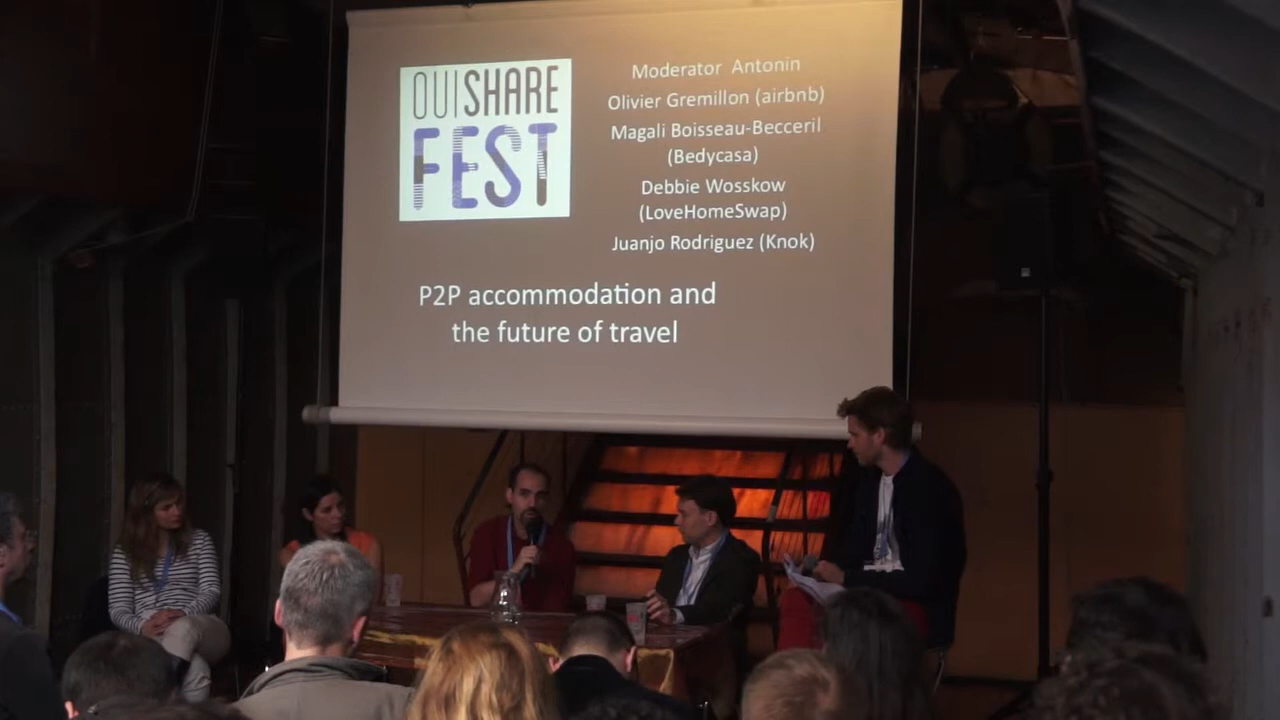 OUISHARE
FEST
Moderator Antonin
Olivier Gremillon (airbnb)
Magali Boisseau-Becceril
(Bedycasa)
Debbie Wosskow
(LoveHomeSwap)
Juanjo Rodriguez (Knok)
P2P accommodation and
the future of travel